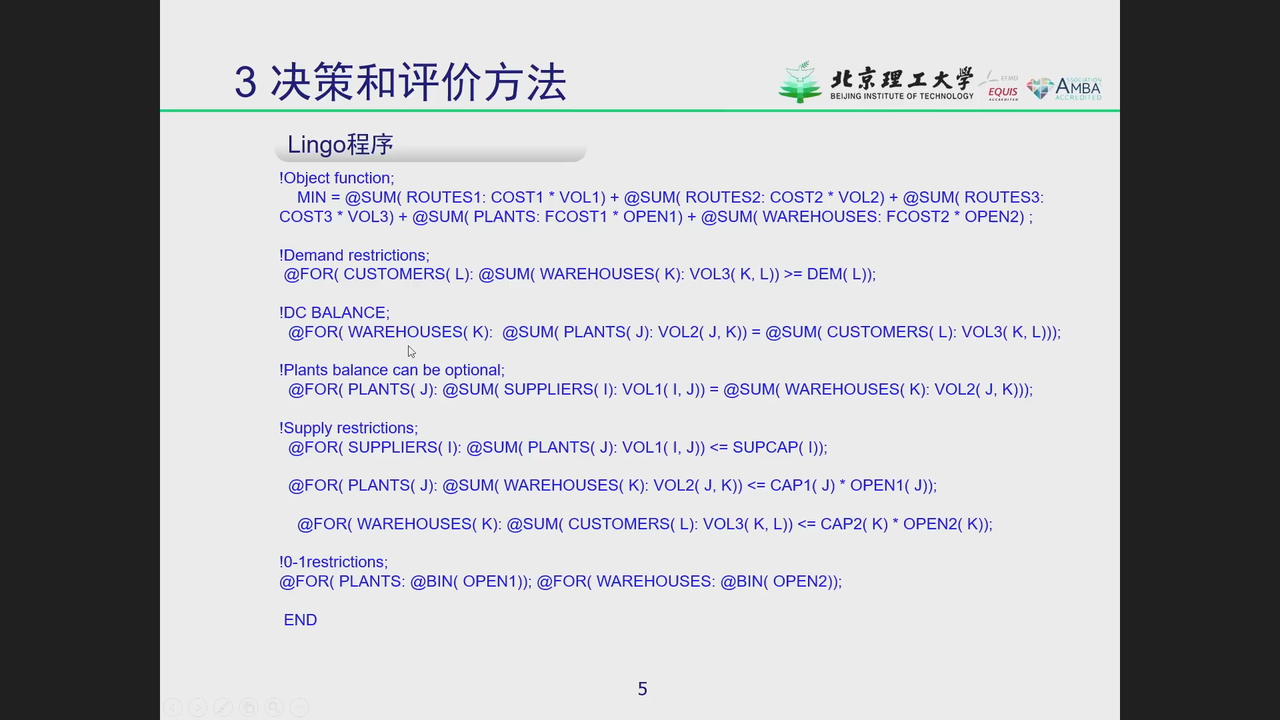 3 决策和评价方法
北京理工大学
BEIJING INSTITUTE OF TECHNOLOGY
EFMD
EQUIS
ACCREDITED
ASSOCIATION
AMBA
ACCREDITED
Lingo程序
!Object function;
MIN = @SUM( ROUTES1: COST1 * VOL1) + @SUM( ROUTES2: COST2 * VOL2) + @SUM( ROUTES3:
COST3 * VOL3) + @SUM( PLANTS: FCOST1 * OPEN1) + @SUM( WAREHOUSES: FCOST2 * OPEN2) ;
!Demand restrictions;
@FOR( CUSTOMERS( L): @SUM( WAREHOUSES( K): VOL3( K, L)) >= DEM( L));
!DC BALANCE;
@FOR( WAREHOUSES( K): @SUM( PLANTS( J): VOL2( J, K)) = @SUM( CUSTOMERS( L): VOL3( K, L)));
!Plants balance can be optional;
@FOR( PLANTS( J): @SUM( SUPPLIERS( I): VOL1( I, J)) = @SUM( WAREHOUSES( K): VOL2( J, K)));
!Supply restrictions;
@FOR( SUPPLIERS( I): @SUM( PLANTS( J): VOL1( I, J)) <= SUPCAP( I));
@FOR( PLANTS( J): @SUM( WAREHOUSES( K): VOL2( J, K)) <= CAP1( J) * OPEN1( J));
@FOR( WAREHOUSES( K): @SUM( CUSTOMERS( L): VOL3( K, L)) <= CAP2( K) * OPEN2( K));
!0-1restrictions;
@FOR( PLANTS: @BIN( OPEN1)); @FOR( WAREHOUSES: @BIN( OPEN2));
END
5